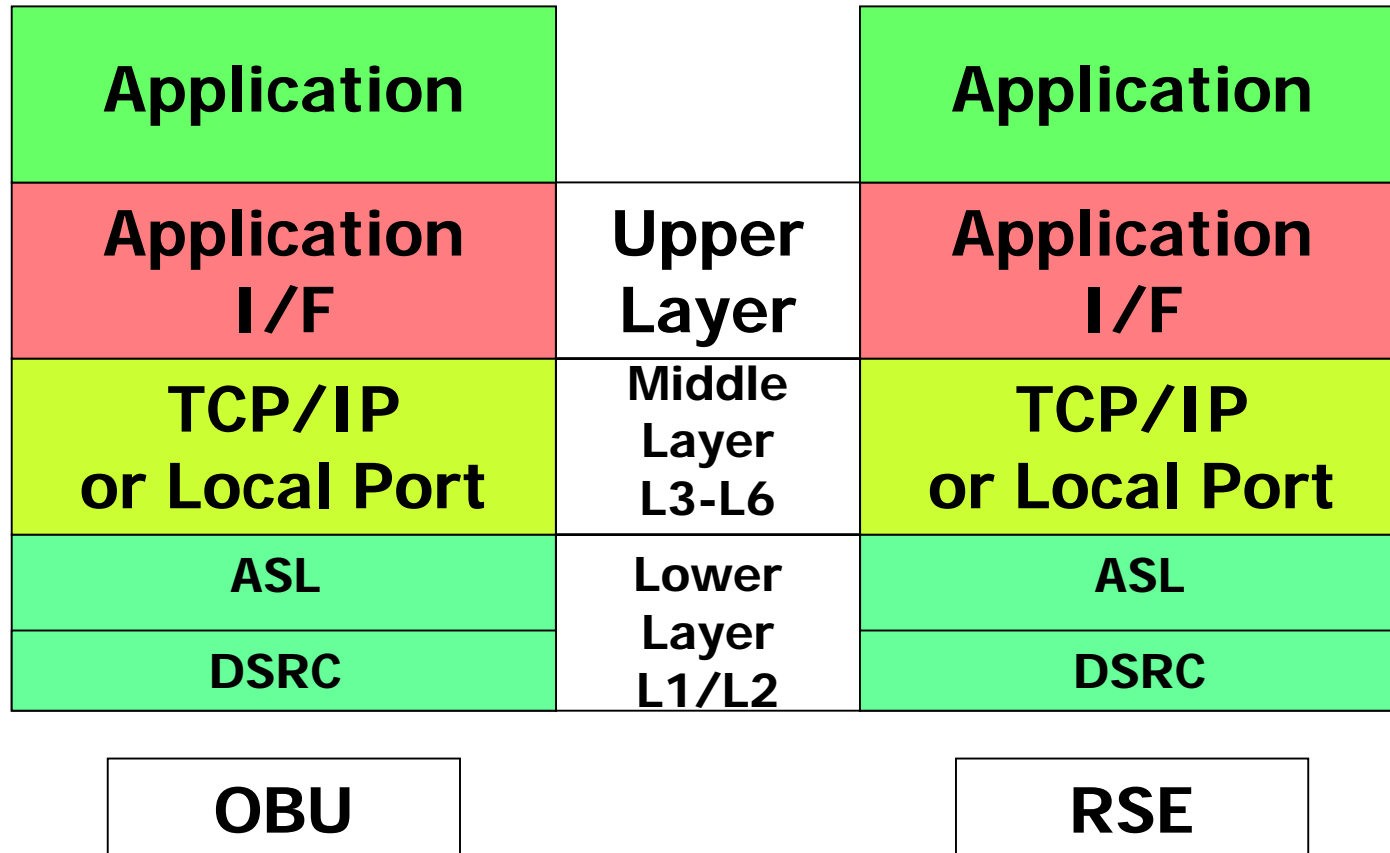 Application
Application
Application
I/F
Upper
Layer
Application
I/F
TCP/IP
or Local Port
Middle
Layer
L3-L6
TCP/IP
or Local Port
ASL
Lower
Layer
L1/L2
ASL
DSRC
DSRC
OBU
RSE